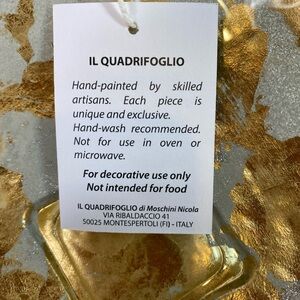 IL QUADRIFOGLIO
Hand-painted by skilled
artisans. Each piece is
unique and exclusive.
Hand-wash recommended.
Not for use in oven or
microwave.
For decorative use only
Not intended for food
IL QUADRIFOGLIO di Moschini Nicola
VIA RIBALDACCIO 41
50025 MONTESPERTOLI (FI) - ITALY